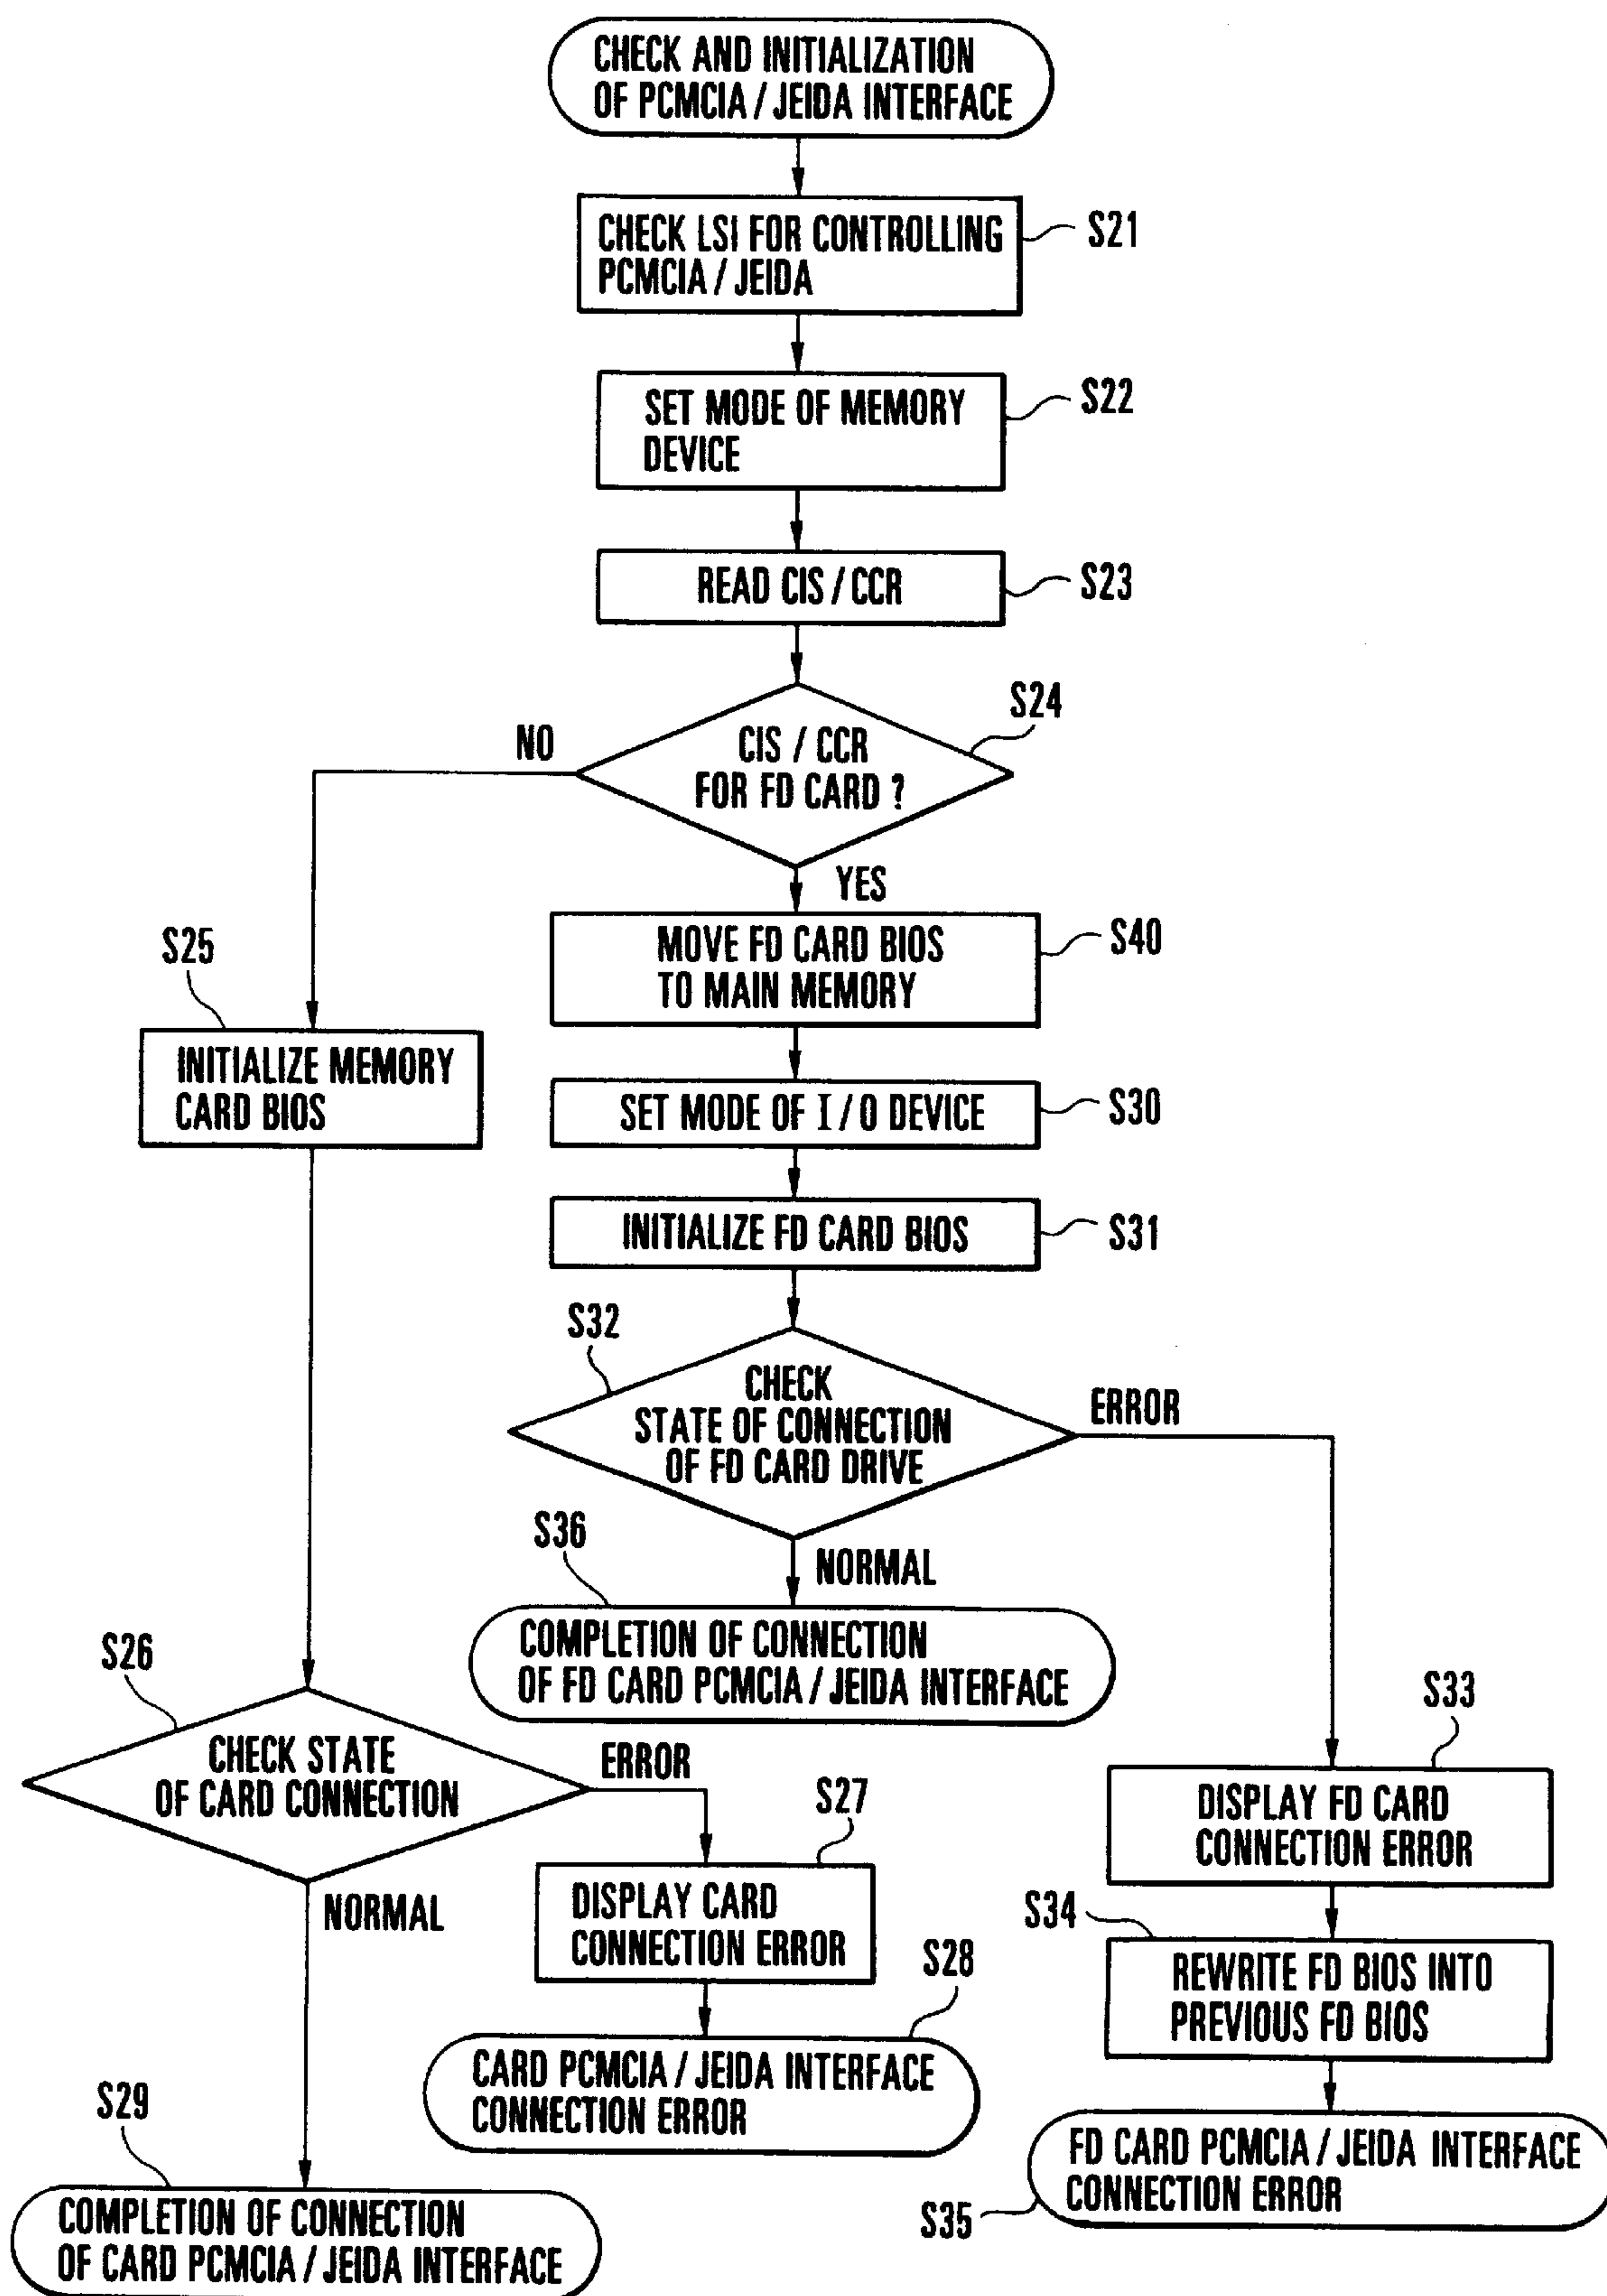 CHECK AND INITIALIZATION
OF PCMCIA / JEIDA INTERFACE
CHECK LSI FOR CONTROLLING
PCMCIA / JEIDA
S21
SET MODE OF MEMORY
DEVICE
S22
READ CIS / CCR
S23
CIS / CCR
FOR FD CARD ?
S24
NO
YES
MOVE FD CARD BIOS
TO MAIN MEMORY
S40
S25
INITIALIZE MEMORY
CARD BIOS
SET MODE OF I / O DEVICE
S30
INITIALIZE FD CARD BIOS
S31
S32
CHECK
STATE OF CONNECTION
OF FD CARD DRIVE
ERROR
NORMAL
S36
COMPLETION OF CONNECTION
OF FD CARD PCMCIA / JEIDA INTERFACE
S26
CHECK STATE
OF CARD CONNECTION
ERROR
NORMAL
S27
DISPLAY CARD
CONNECTION ERROR
S28
CARD PCMCIA / JEIDA INTERFACE
CONNECTION ERROR
S33
DISPLAY FD CARD
CONNECTION ERROR
S34
REWRITE FD BIOS INTO
PREVIOUS FD BIOS
FD CARD PCMCIA / JEIDA INTERFACE
CONNECTION ERROR
S35
S29
COMPLETION OF CONNECTION
OF CARD PCMCIA / JEIDA INTERFACE